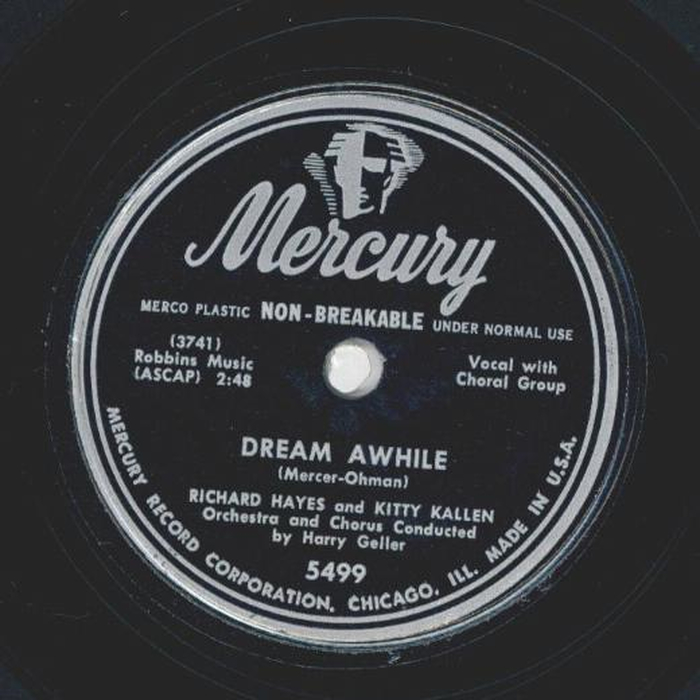 Mercury
MERCO PLASTIC NON-BREAKABLE UNDER NORMAL USE
(3741)
Robbins Music
(ASCAP) 2:48
Vocal with
Choral Group
DREAM AWHILE
(Mercer-Ohman)
RICHARD HAYES and KITTY KALLEN
Orchestra and Chorus Conducted
by Harry Geller
5499
MERCURY RECORD CORPORATION, CHICAGO, ILL. MADE IN U.S.A.